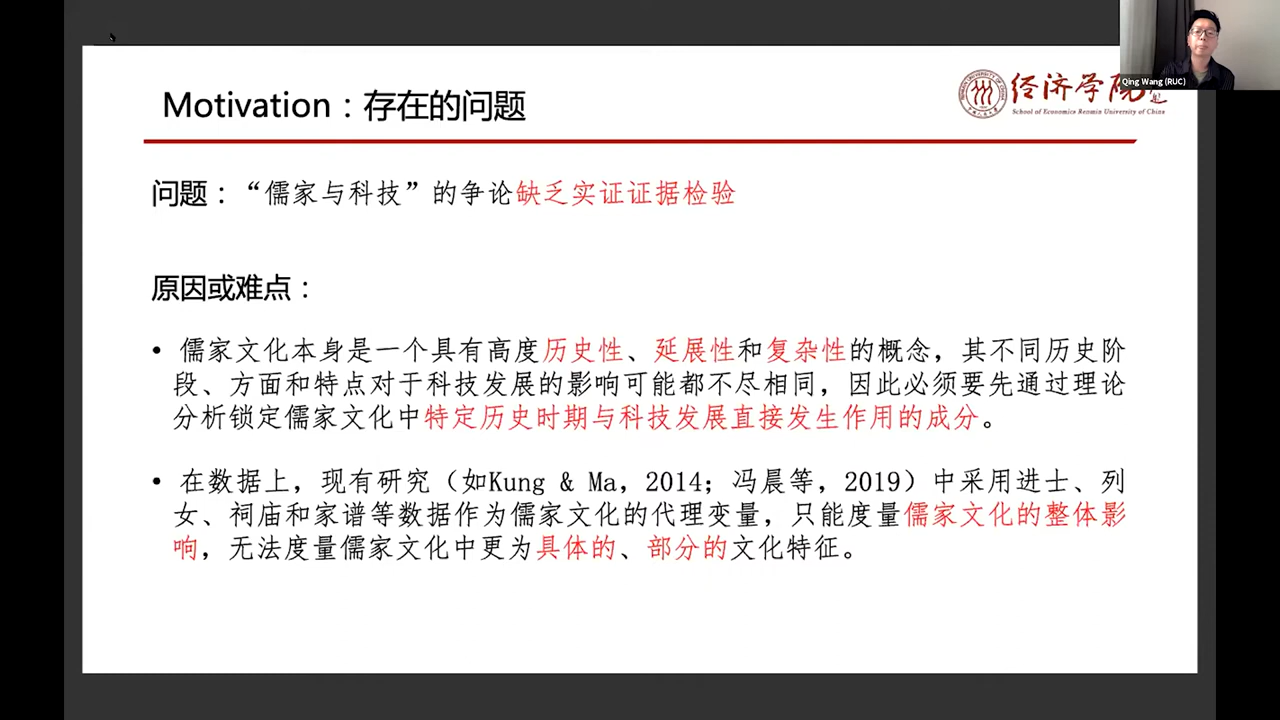 Qing Wang (RUC)
Motivation：存在的问题
经济学院
School of Economics Renmin University of China
问题：“儒家与科技”的争论缺乏实证证据检验
原因或难点：
• 儒家文化本身是一个具有高度历史性、延展性和复杂性的概念，其不同历史阶
段、方面和特点对于科技发展的影响可能都不尽相同，因此必须要先通过理论
分析锁定儒家文化中特定历史时期与科技发展直接发生作用的成分。
• 在数据上，现有研究（如Kung & Ma，2014；冯晨等，2019）中采用进士、列
女、祠庙和家谱等数据作为儒家文化的代理变量，只能度量儒家文化的整体影
响，无法度量儒家文化中更为具体的、部分的文化特征。